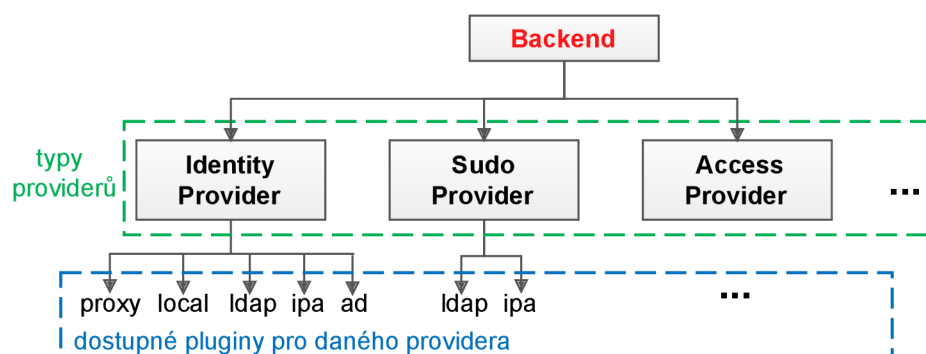 Backend
typy
providerů
Identity
Provider
Sudo
Provider
Access
Provider
...
proxy local ldap ipa ad ldap ipa ...
dostupné pluginy pro daného providera